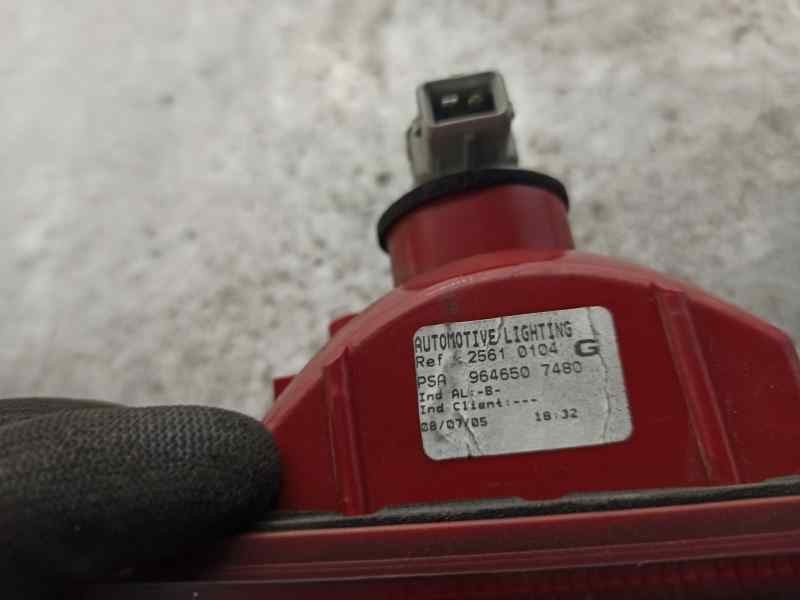 AUTOMOTIVE LIGHTING
Ref : 2561 0104 G
PSA 964650 7480
Ind AL:-B-
Ind Client:---
08/07/05 18:32